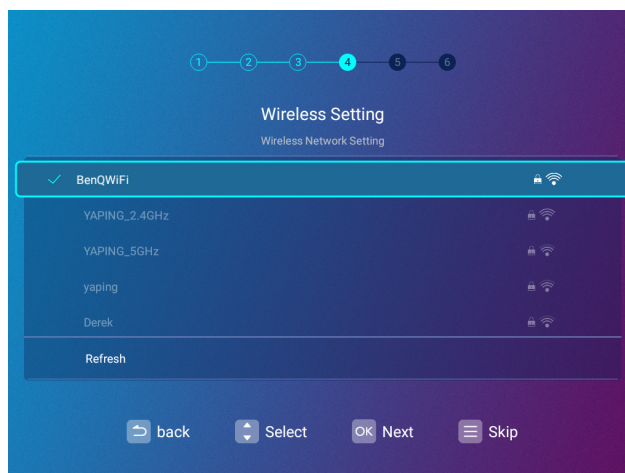 1 2 3 4 5 6
Wireless Setting
Wireless Network Setting
BenQWiFi
YAPING_2.4GHz
YAPING_5GHz
yaping
Derek
Refresh
back Select OK Next Skip